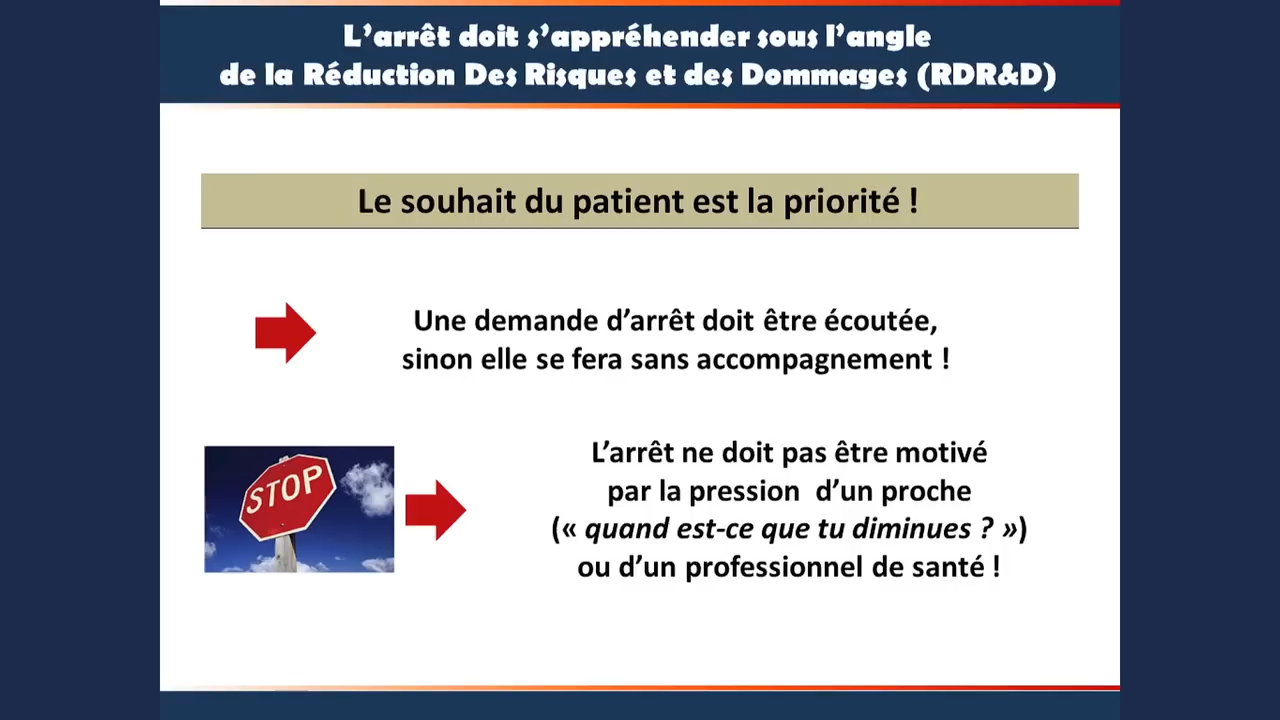 L’arrêt doit s’appréhender sous l’angle
de la Réduction Des Risques et des Dommages (RDR&D)
Le souhait du patient est la priorité !
Une demande d’arrêt doit être écoutée,
sinon elle se fera sans accompagnement !
STOP
L’arrêt ne doit pas être motivé
par la pression d’un proche
(« quand est-ce que tu diminues ? »)
ou d’un professionnel de santé !